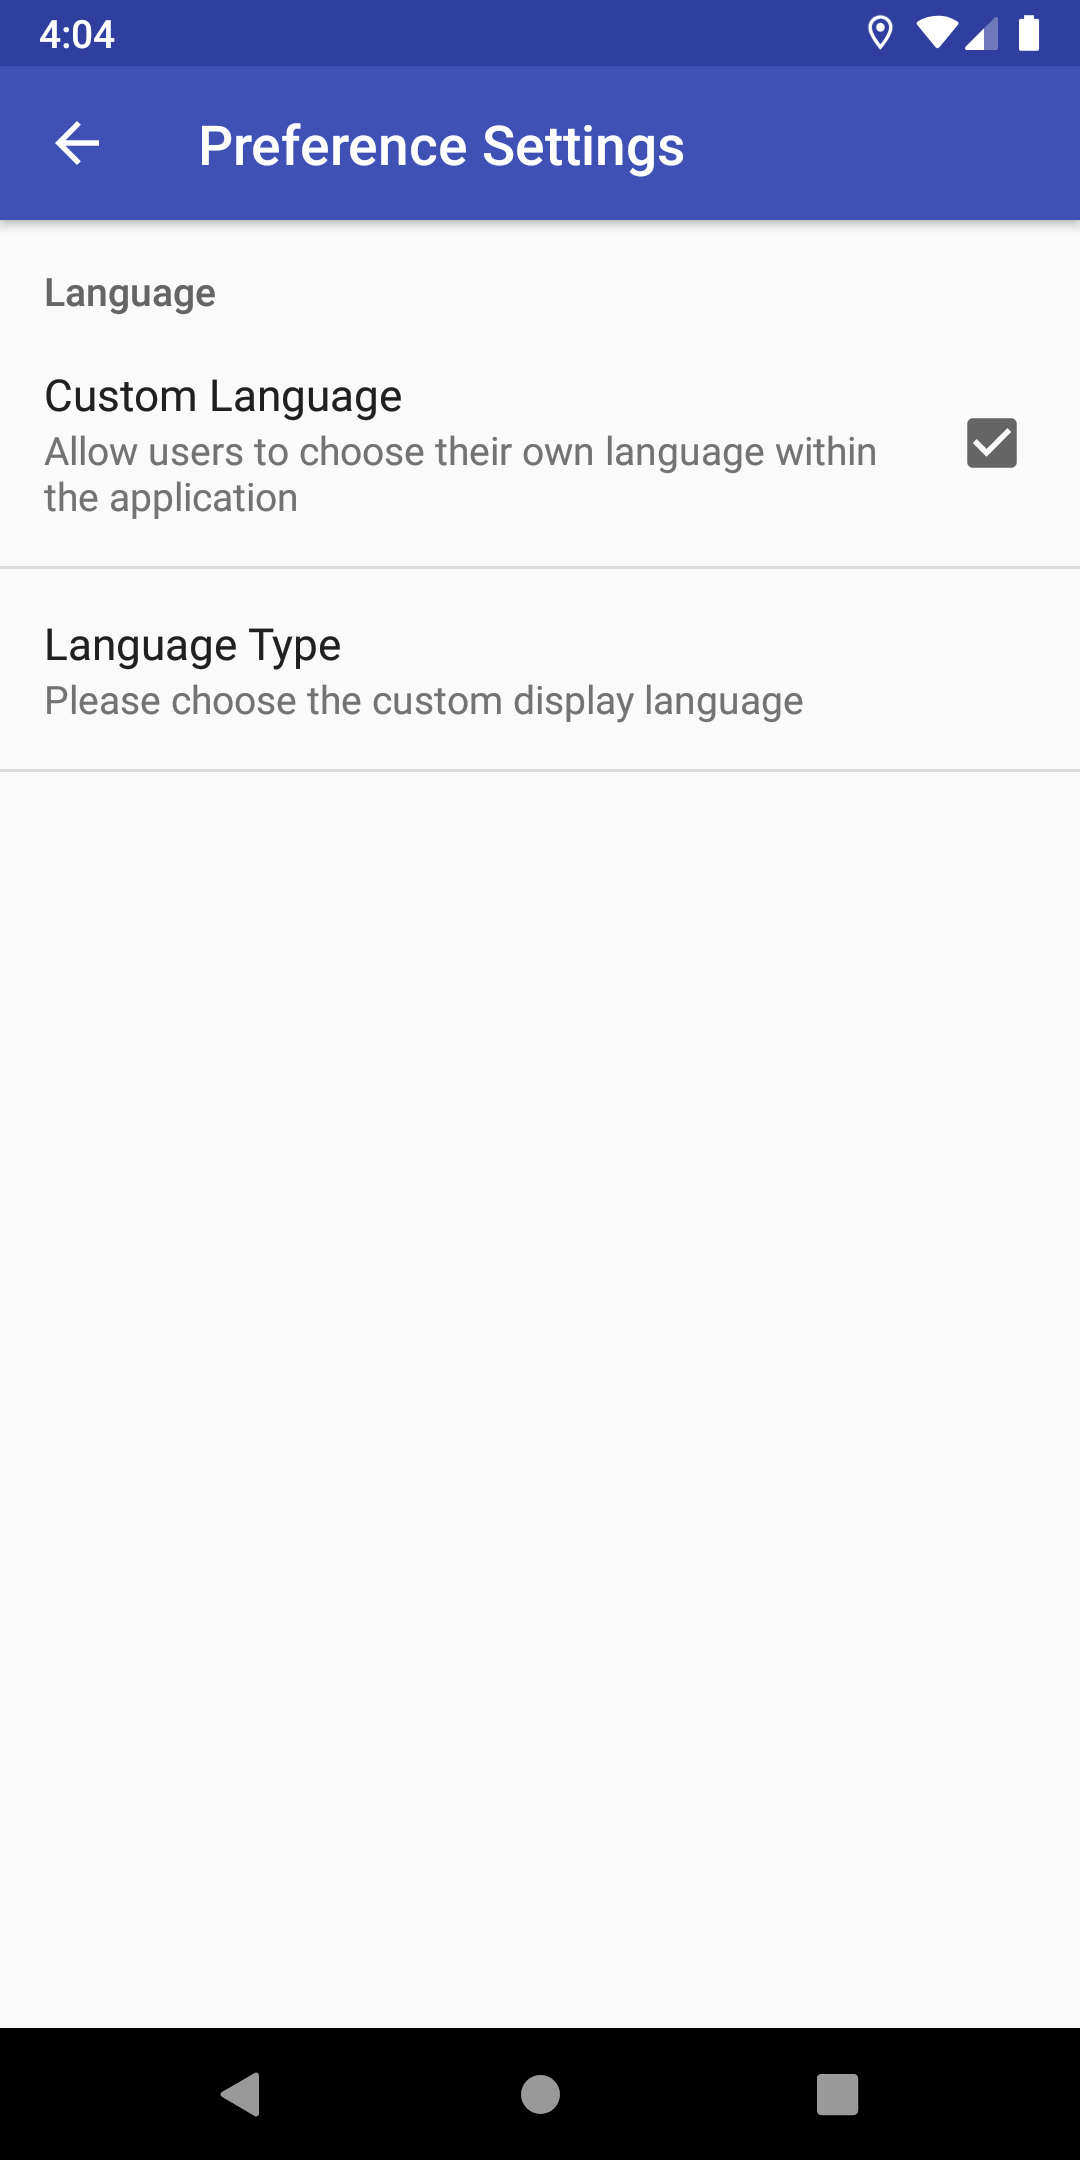 4:04
Preference Settings
Language
Custom Language
Allow users to choose their own language within
the application
Language Type
Please choose the custom display language